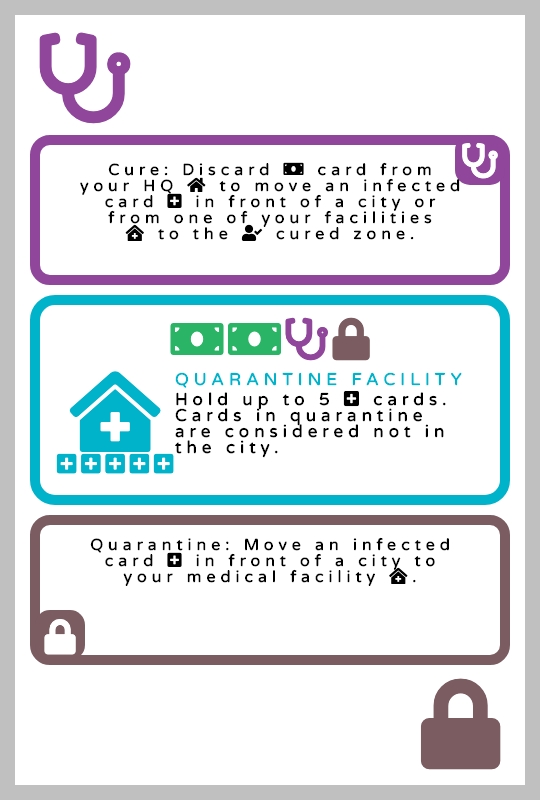 Cure: Discard card from
your HQ to move an infected
card in front of a city or
from one of your facilities
to the cured zone.
QUARANTINE FACILITY
Hold up to 5 cards.
Cards in quarantine
are considered not in
the city.
Quarantine: Move an infected
card in front of a city to
your medical facility .